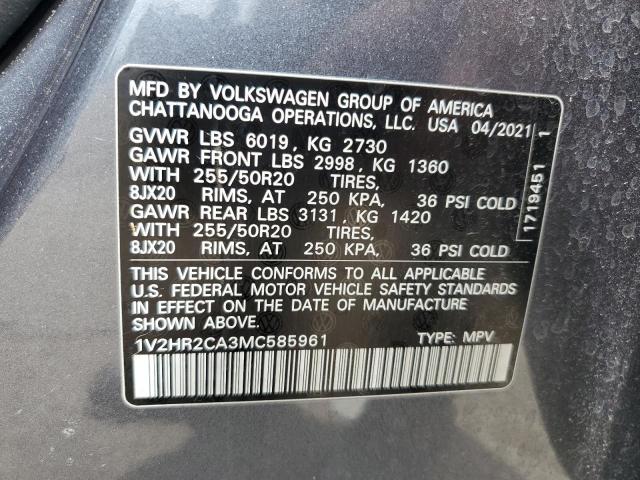 MFD BY VOLKSWAGEN GROUP OF AMERICA
CHATTANOOGA OPERATIONS, LLC. USA 04/2021
GVWR LBS 6019, KG 2730
GAWR FRONT LBS 2998, KG 1360
WITH 255/50R20 TIRES,
8JX20 RIMS, AT 250 KPA, 36 PSI COLD
GAWR REAR LBS 3131, KG 1420
WITH 255/50R20 TIRES,
8JX20 RIMS, AT 250 KPA, 36 PSI COLD
THIS VEHICLE CONFORMS TO ALL APPLICABLE
U.S. FEDERAL MOTOR VEHICLE SAFETY STANDARDS
IN EFFECT ON THE DATE OF MANUFACTURE
SHOWN ABOVE.
1V2HR2CA3MC585961 TYPE: MPV
1719451 1